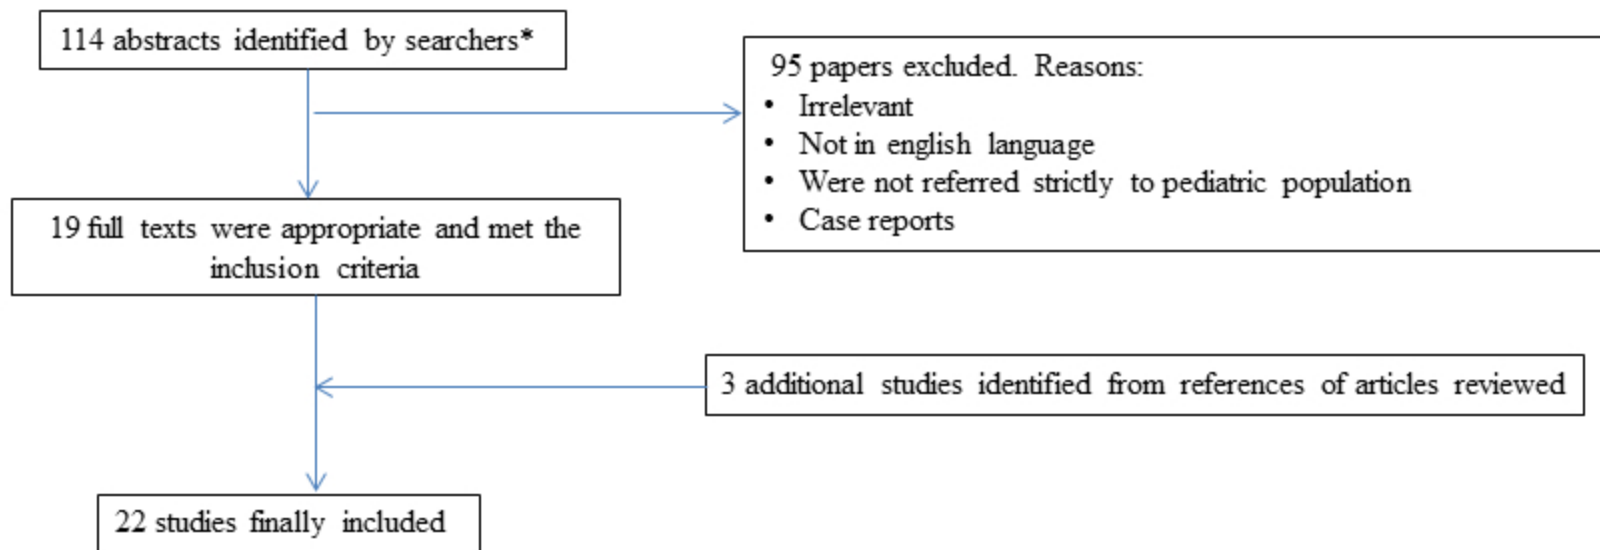 114 abstracts identified by searchers*
95 papers excluded. Reasons:
• Irrelevant
• Not in english language
• Were not referred strictly to pediatric population
• Case reports
19 full texts were appropriate and met the
inclusion criteria
3 additional studies identified from references of articles reviewed
22 studies finally included